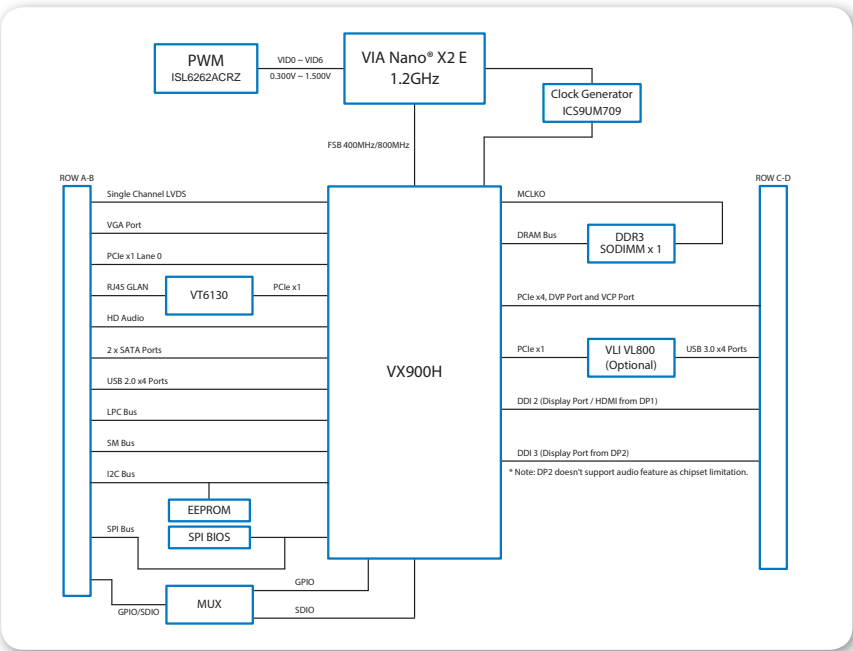 PWM
ISL6262ACRZ
VID0 ~ VID6
0.300V ~ 1.500V
VIA Nano® X2 E
1.2GHz
Clock Generator
ICS9UM709
FSB 400MHz/800MHz
ROW A-B
ROW C-D
Single Channel LVDS
VGA Port
PCIe x1 Lane 0
RJ45 GLAN
VT6130
PCIe x1
HD Audio
2 x SATA Ports
USB 2.0 x4 Ports
LPC Bus
SM Bus
I2C Bus
EEPROM
SPI Bus
SPI BIOS
GPIO/SDIO
MUX
GPIO
SDIO
VX900H
MCLKO
DRAM Bus
DDR3
SODIMM x 1
PCIe x4, DVP Port and VCP Port
PCIe x1
VLI VL800
(Optional)
USB 3.0 x4 Ports
DDI 2 (Display Port / HDMI from DP1)
DDI 3 (Display Port from DP2)
* Note: DP2 doesn't support audio feature as chipset limitation.